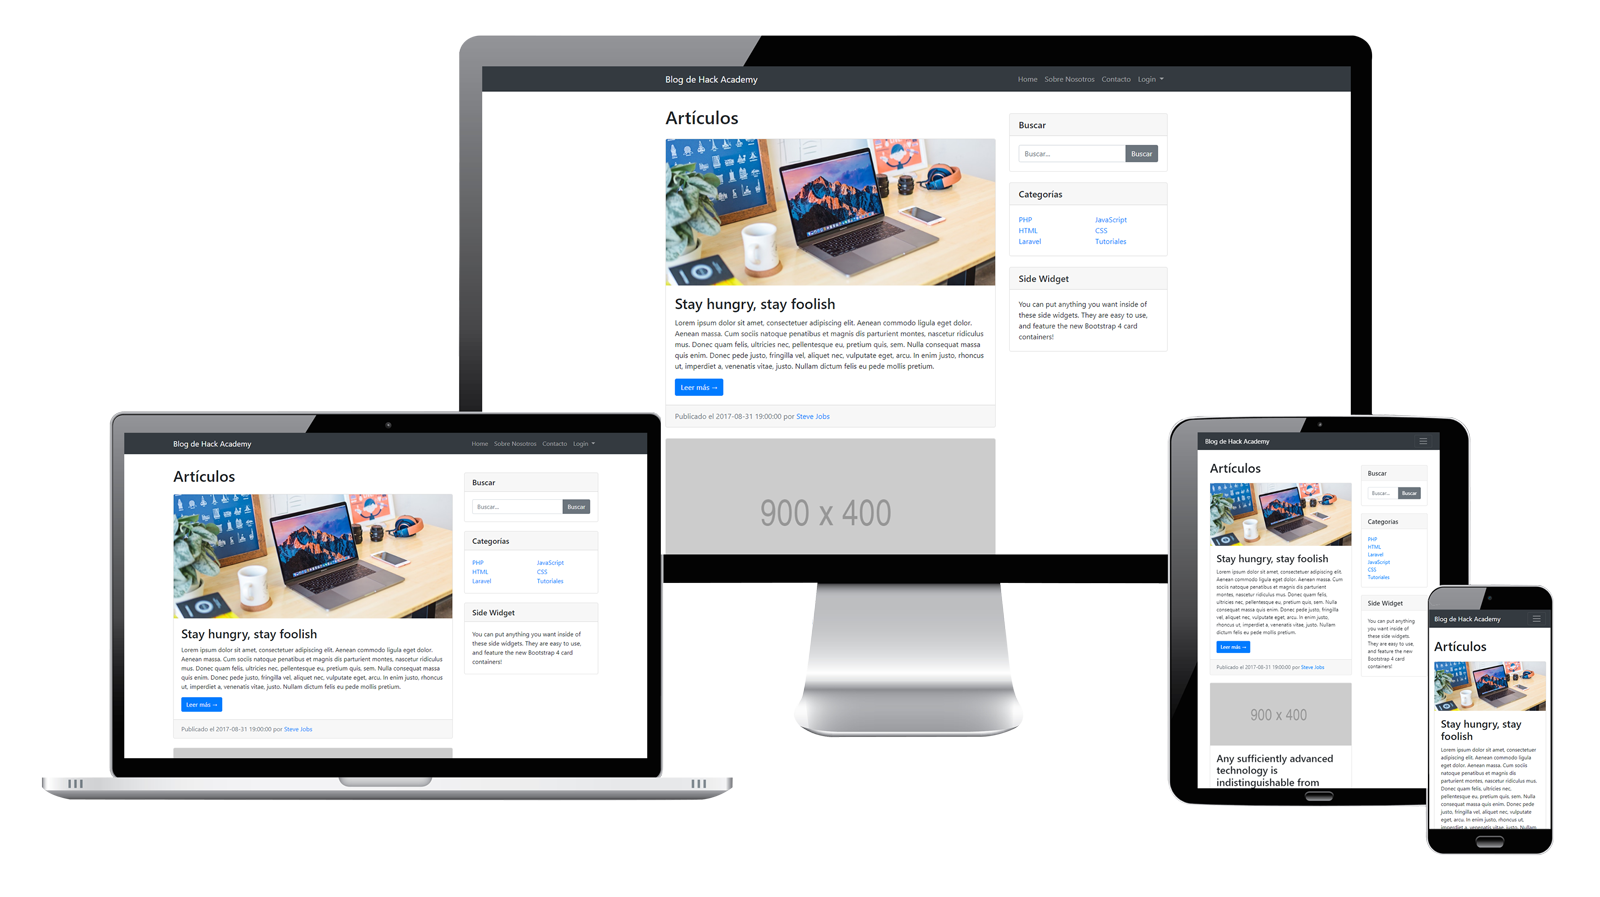 Blog de Hack Academy
Home Sobre Nosotros Contacto Login
Artículos
Stay hungry, stay foolish
Lorem ipsum dolor sit amet, consectetuer adipiscing elit. Aenean commodo ligula eget dolor.
Aenean massa. Cum sociis natoque penatibus et magnis dis parturient montes, nascetur ridiculus
mus. Donec quam felis, ultricies nec, pellentesque eu, pretium quis, sem. Nulla consequat massa
quis enim. Donec pede justo, fringilla vel, aliquet nec, vulputate eget, arcu. In enim justo, rhoncus
ut, imperdiet a, venenatis vitae, justo. Nullam dictum felis eu pede mollis pretium.
Leer más →
Publicado el 2017-08-31 19:00:00 por Steve Jobs
900 x 400
Buscar
Buscar... Buscar
Categorías
PHP JavaScript
HTML CSS
Laravel Tutoriales
Side Widget
You can put anything you want inside of
these side widgets. They are easy to use,
and feature the new Bootstrap 4 card
containers!
Blog de Hack Academy
Home Sobre Nosotros Contacto Login
Artículos
Stay hungry, stay foolish
Lorem ipsum dolor sit amet, consectetuer adipiscing elit. Aenean commodo ligula eget dolor.
Aenean massa. Cum sociis natoque penatibus et magnis dis parturient montes, nascetur ridiculus
mus. Donec quam felis, ultricies nec, pellentesque eu, pretium quis, sem. Nulla consequat massa
quis enim. Donec pede justo, fringilla vel, aliquet nec, vulputate eget, arcu. In enim justo, rhoncus
ut, imperdiet a, venenatis vitae, justo. Nullam dictum felis eu pede mollis pretium.
Leer más →
Publicado el 2017-08-31 19:00:00 por Steve Jobs
Buscar
Buscar... Buscar
Categorías
PHP JavaScript
HTML CSS
Laravel Tutoriales
Side Widget
You can put anything you want inside of
these side widgets. They are easy to use,
and feature the new Bootstrap 4 card
containers!
Blog de Hack Academy
Artículos
Stay hungry, stay foolish
Lorem ipsum dolor sit amet, consectetuer adipiscing elit.
Aenean commodo ligula eget dolor. Aenean massa. Cum
sociis natoque penatibus et magnis dis parturient
montes, nascetur ridiculus mus. Donec quam felis,
ultricies nec, pellentesque eu, pretium quis, sem. Nulla
consequat massa quis enim. Donec pede justo, fringilla
vel, aliquet nec, vulputate eget, arcu. In enim justo,
rhoncus ut, imperdiet a, venenatis vitae, justo. Nullam
dictum felis eu pede mollis pretium.
Leer más →
Publicado el 2017-08-31 19:00:00 por Steve Jobs
900 x 400
Any sufficiently advanced
technology is
indistinguishable from
Buscar
Buscar... Buscar
Categorías
PHP
HTML
Laravel
JavaScript
CSS
Tutoriales
Side Widget
You can put anything
you want inside of
these side widgets.
They are easy to use,
and feature the new
Bootstrap 4 card
containers!
Blog de Hack Academy
Artículos
Stay hungry, stay
foolish
Lorem ipsum dolor sit amet, consectetuer
adipiscing elit. Aenean commodo ligula
eget dolor. Aenean massa. Cum sociis
natoque penatibus et magnis dis
parturient montes, nascetur ridiculus mus.
Donec quam felis, ultricies nec,
pellentesque eu, pretium quis, sem. Nulla
consequat massa quis enim. Donec pede
justo, fringilla vel, aliquet nec, vulputate
eget, arcu. In enim justo, rhoncus ut,
imperdiet a, venenatis vitae, justo. Nullam